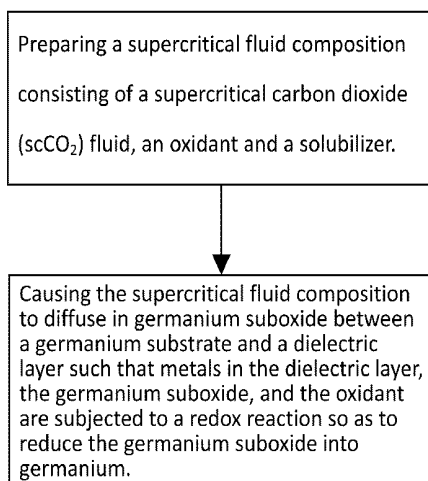 Preparing a supercritical fluid composition
consisting of a supercritical carbon dioxide
(scCO₂) fluid, an oxidant and a solubilizer.
Causing the supercritical fluid composition
to diffuse in germanium suboxide between
a germanium substrate and a dielectric
layer such that metals in the dielectric layer,
the germanium suboxide, and the oxidant
are subjected to a redox reaction so as to
reduce the germanium suboxide into
germanium.